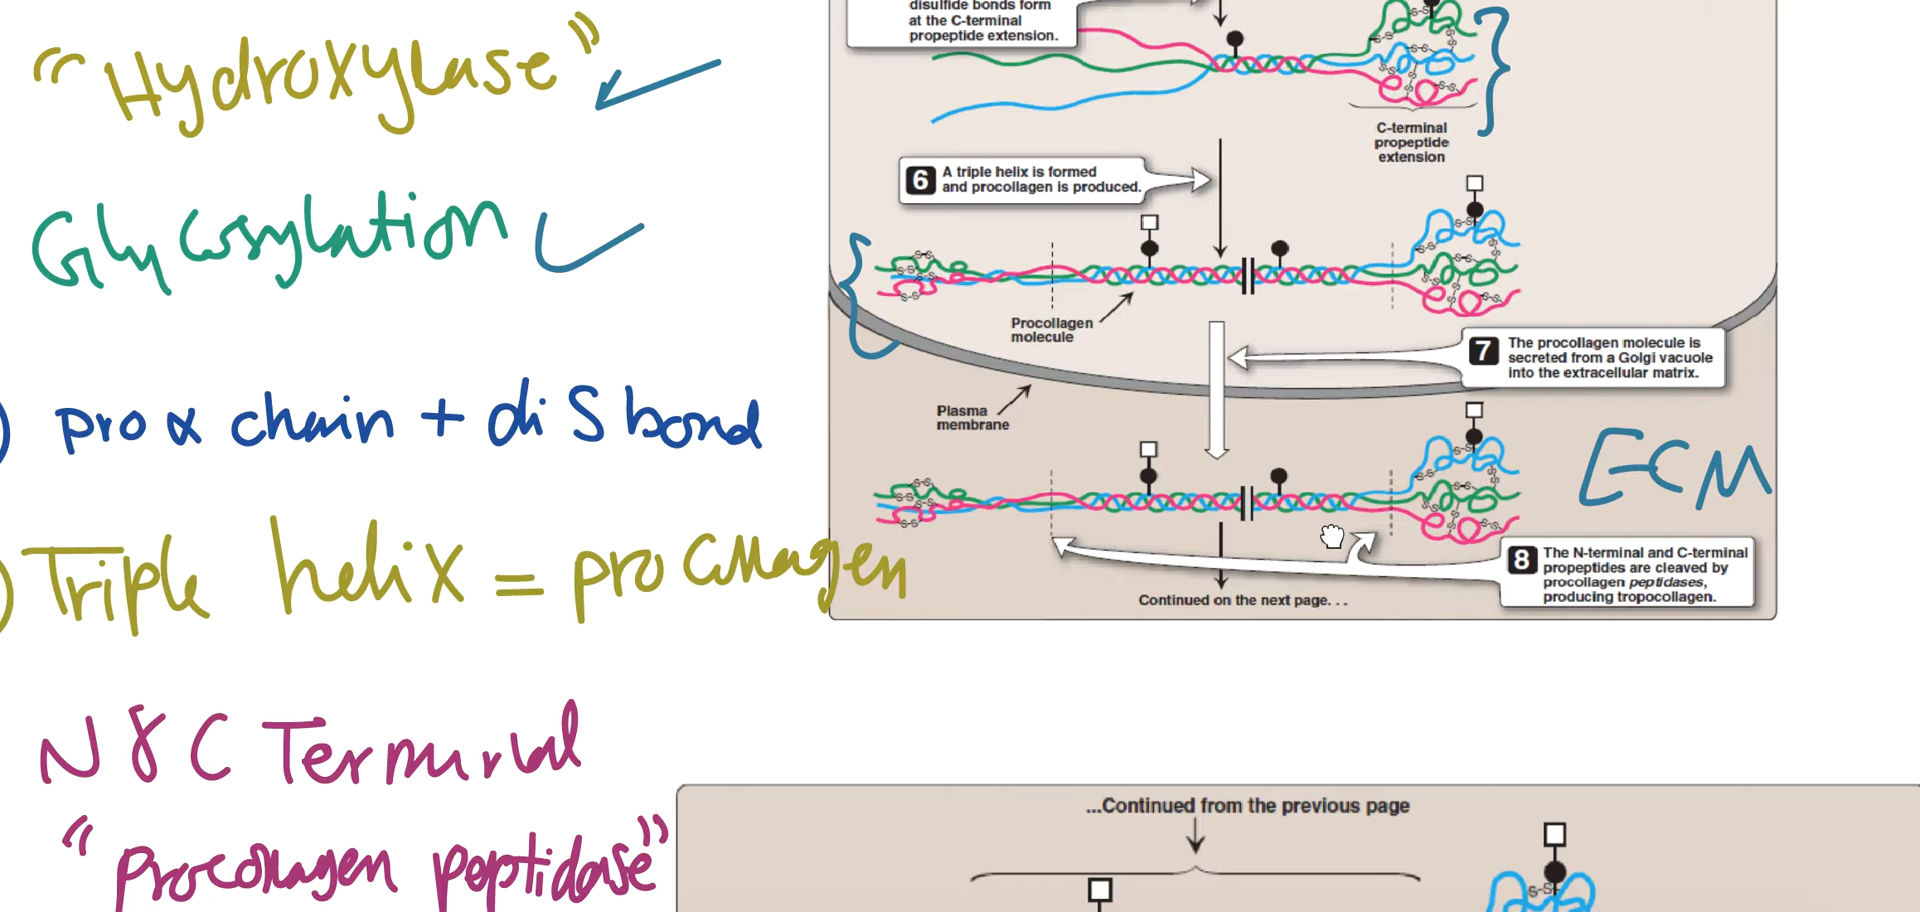 "Hydroxylase"
Glycosylation
) pro α chain + di S bond
) Triple helix = procollagen
N & C Terminal
"Procollagen peptidase"
disulfide bonds form
at the C-terminal
propeptide extension.
C-terminal
propeptide
extension
6 A triple helix is formed
and procollagen is produced.
Procollagen
molecule
7 The procollagen molecule is
secreted from a Golgi vacuole
into the extracellular matrix.
Plasma
membrane
ECM
8 The N-terminal and C-terminal
propeptides are cleaved by
procollagen peptidases,
producing tropocollagen.
Continued on the next page. . .
...Continued from the previous page